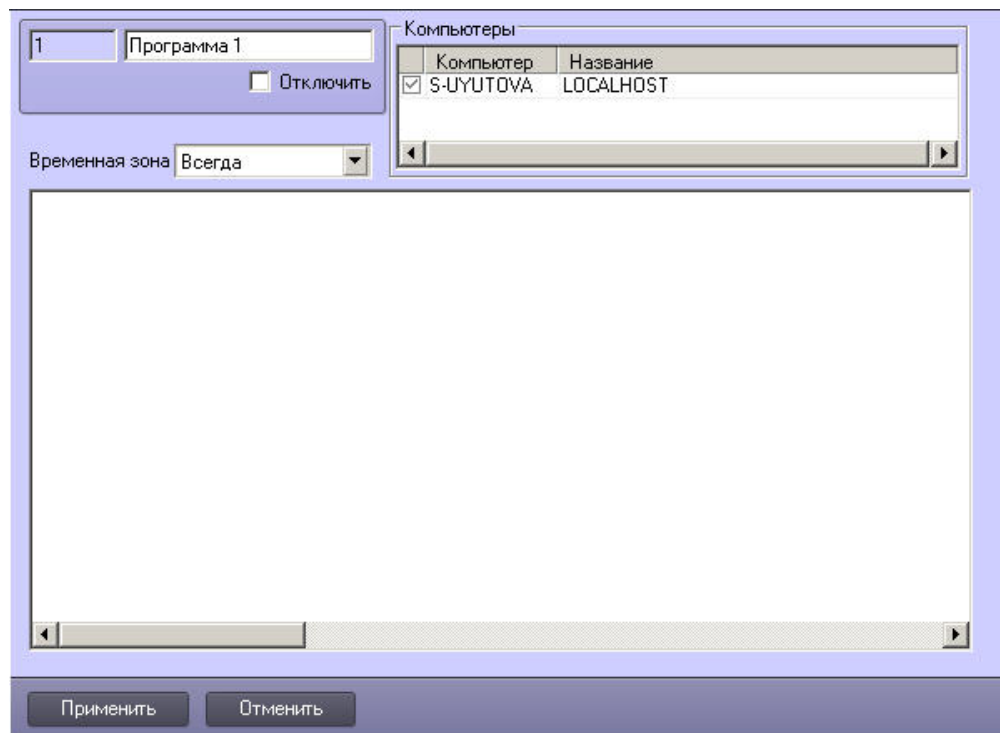 1 Программа 1
Отключить
Временная зона Всегда
Компьютеры
Компьютер Название
S-UYUTOVA LOCALHOST
Применить Отменить